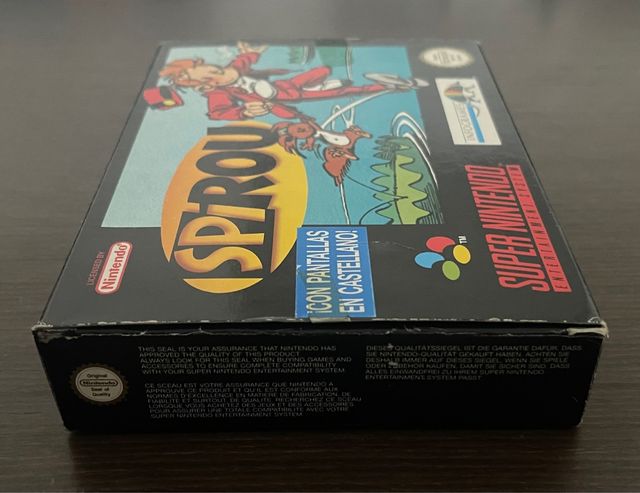 SPIROU
INFOGRAMES
LICENSED BY
Nintendo
¡CON PANTALLAS
EN CASTELLANO!
TM
SUPER NINTENDO
ENTERTAINMENT SYSTEM
Original
Nintendo
Seal of
Quality
THIS SEAL IS YOUR ASSURANCE THAT NINTENDO HAS
APPROVED THE QUALITY OF THIS PRODUCT.
ALWAYS LOOK FOR THIS SEAL WHEN BUYING GAMES AND
ACCESSORIES TO ENSURE COMPLETE COMPATIBILITY
WITH YOUR SUPER NINTENDO ENTERTAINMENT SYSTEM.
CE SCEAU EST VOTRE ASSURANCE QUE NINTENDO A
APPROUVE CE PRODUIT ET QU'IL EST CONFORME AUX
NORMES D'EXCELLENCE EN MATIERE DE FABRICATION, DE
FIABILITE ET SURTOUT, DE QUALITE. RECHERCHEZ CE SCEAU
LORSQUE VOUS ACHETEZ DES JEUX ET DES ACCESSOIRES
POUR ASSURER UNE TOTALE COMPATIBILITE AVEC VOTRE
SUPER NINTENDO ENTERTAINMENT SYSTEM.
DIESES QUALITÄTSSIEGEL IST DIE GARANTIE DAFÜR, DASS
SIE NINTENDO-QUALITÄT GEKAUFT HABEN. ACHTEN SIE
DESHALB IMMER AUF DIESES SIEGEL, WENN SIE SPIELE
ODER ZUBEHÖR KAUFEN, DAMIT SIE SICHER SIND, DASS
ALLES EINWANDFREI ZU IHREM SUPER NINTENDO
ENTERTAINMENT SYSTEM PASST.